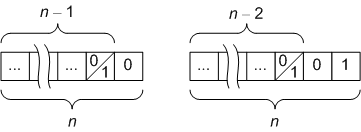 n – 1
... ... 0/1 0
n
n – 2
... ... 0/1 0 1
n